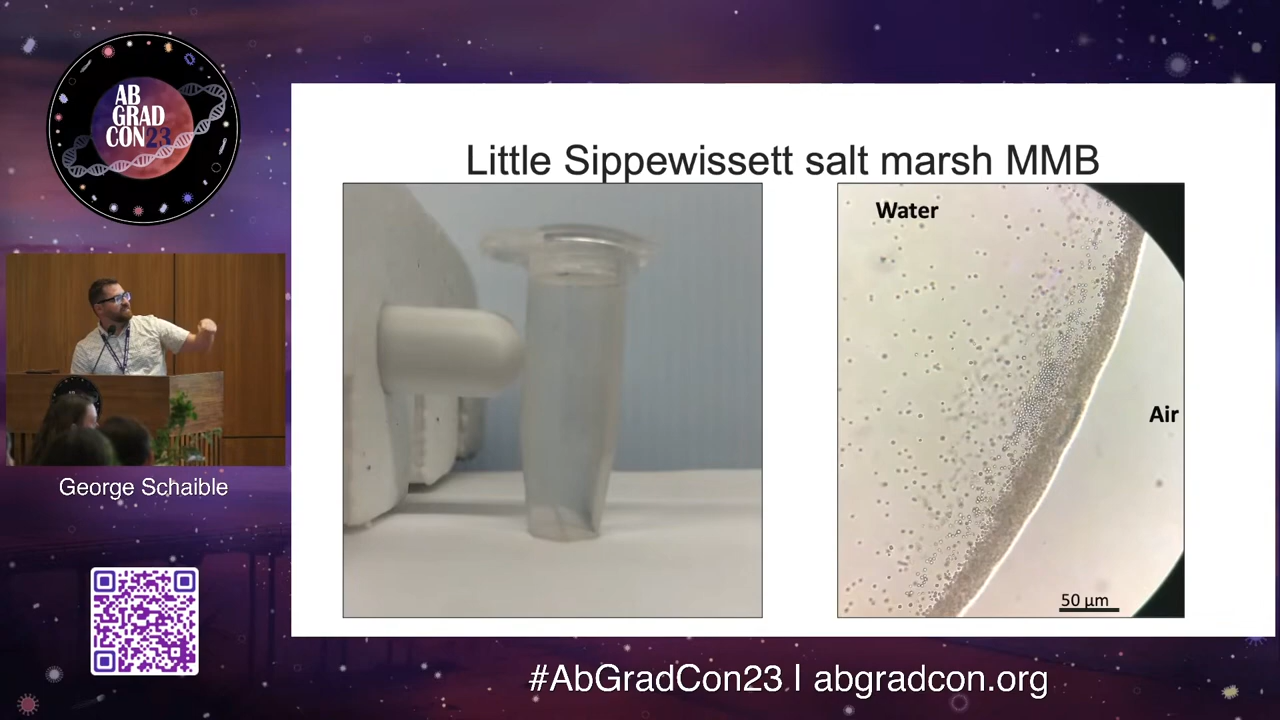 AB
GRAD
CON23
Little Sippewissett salt marsh MMB
Water
Air
50 µm
George Schaible
#AbGradCon23 | abgradcon.org